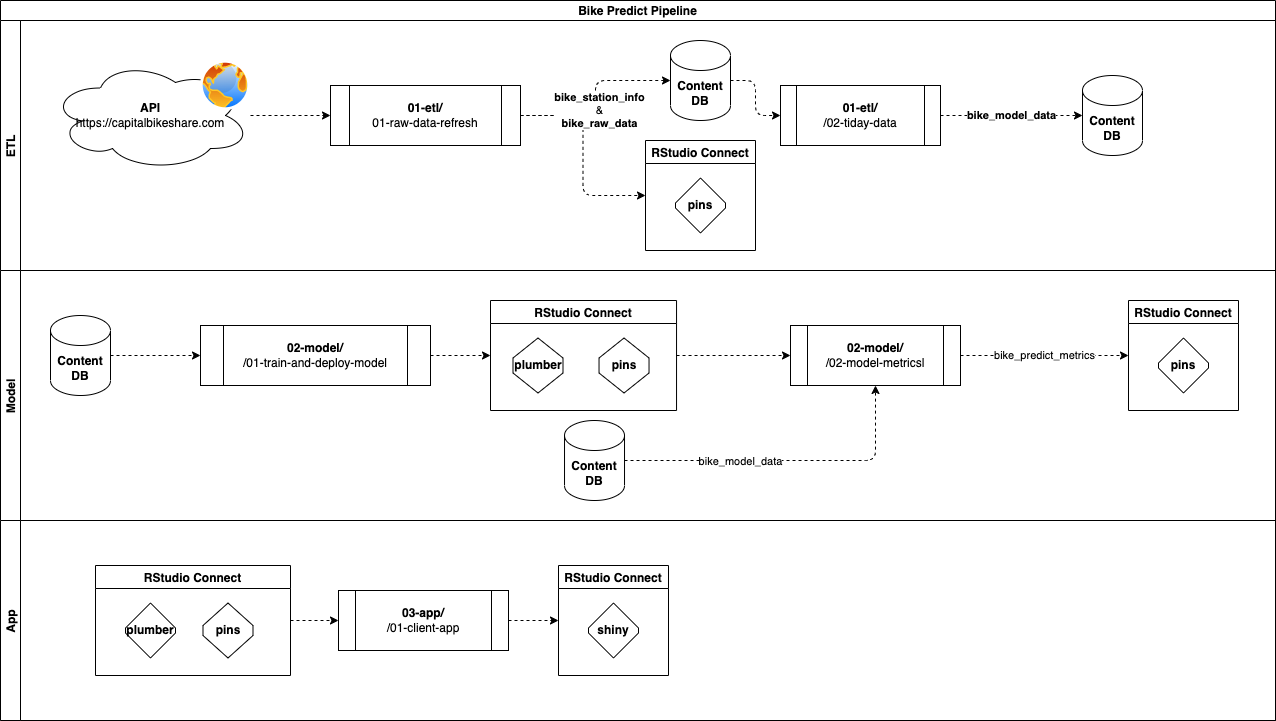 Bike Predict Pipeline
ETL
API
https://capitalbikeshare.com
01-etl/
01-raw-data-refresh
bike_station_info
&
bike_raw_data
Content
DB
RStudio Connect
pins
01-etl/
/02-tiday-data
bike_model_data
Content
DB
Model
Content
DB
02-model/
/01-train-and-deploy-model
RStudio Connect
plumber
pins
Content
DB
bike_model_data
02-model/
/02-model-metricsl
bike_predict_metrics
RStudio Connect
pins
App
RStudio Connect
plumber
pins
03-app/
/01-client-app
RStudio Connect
shiny